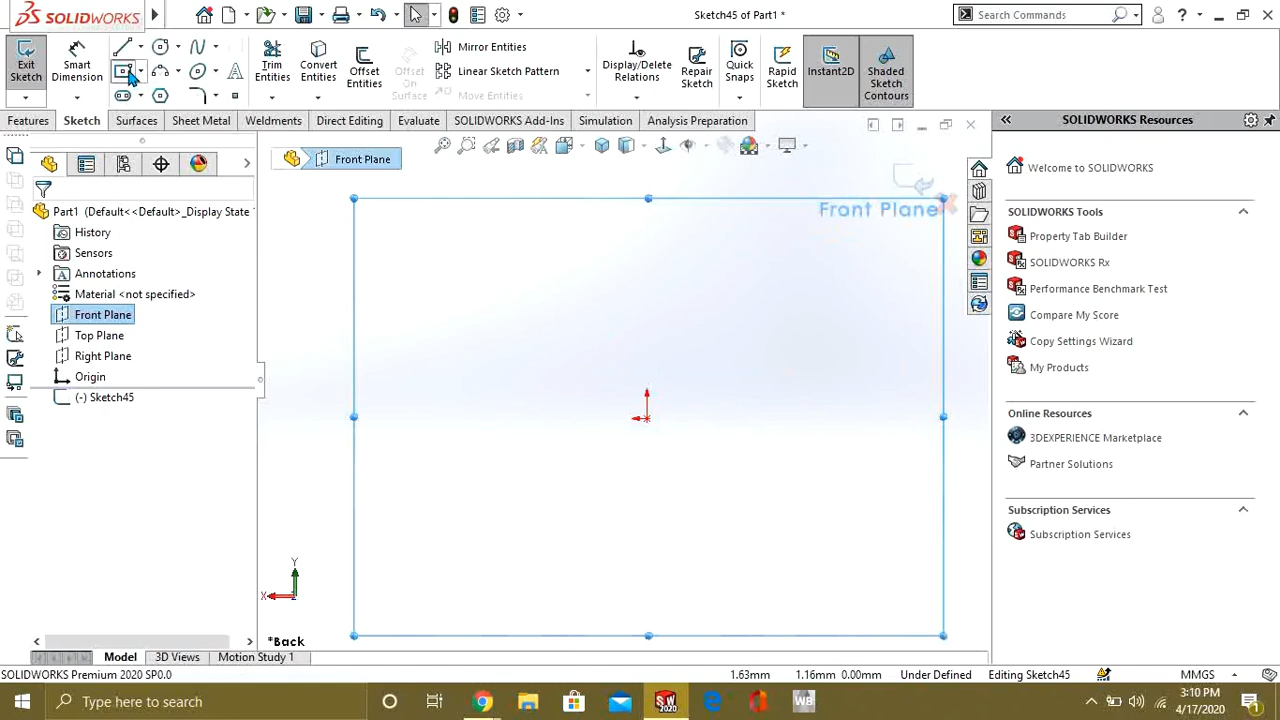 SOLIDWORKS
Sketch45 of Part1 *
Search Commands
?
Exit Sketch
Smart Dimension
Trim Entities
Convert Entities
Offset Entities
Offset On Surface
Mirror Entities
Linear Sketch Pattern
Move Entities
Display/Delete Relations
Repair Sketch
Quick Snaps
Rapid Sketch
Instant2D
Shaded Sketch Contours
Features
Sketch
Surfaces
Sheet Metal
Weldments
Direct Editing
Evaluate
SOLIDWORKS Add-Ins
Simulation
Analysis Preparation
SOLIDWORKS Resources
Front Plane
Welcome to SOLIDWORKS
Part1 (Default<<Default>_Display State
History
Sensors
Annotations
Material <not specified>
Front Plane
Top Plane
Right Plane
Origin
(-) Sketch45
Front Plane
SOLIDWORKS Tools
Property Tab Builder
SOLIDWORKS Rx
Performance Benchmark Test
Compare My Score
Copy Settings Wizard
My Products
Online Resources
3DEXPERIENCE Marketplace
Partner Solutions
Subscription Services
Subscription Services
Y
X
*Back
Model
3D Views
Motion Study 1
SOLIDWORKS Premium 2020 SP0.0
1.63mm
1.16mm 0.00mm
Under Defined
Editing Sketch45
MMGS
Type here to search
SW 2020
WB
3:10 PM
4/17/2020
1